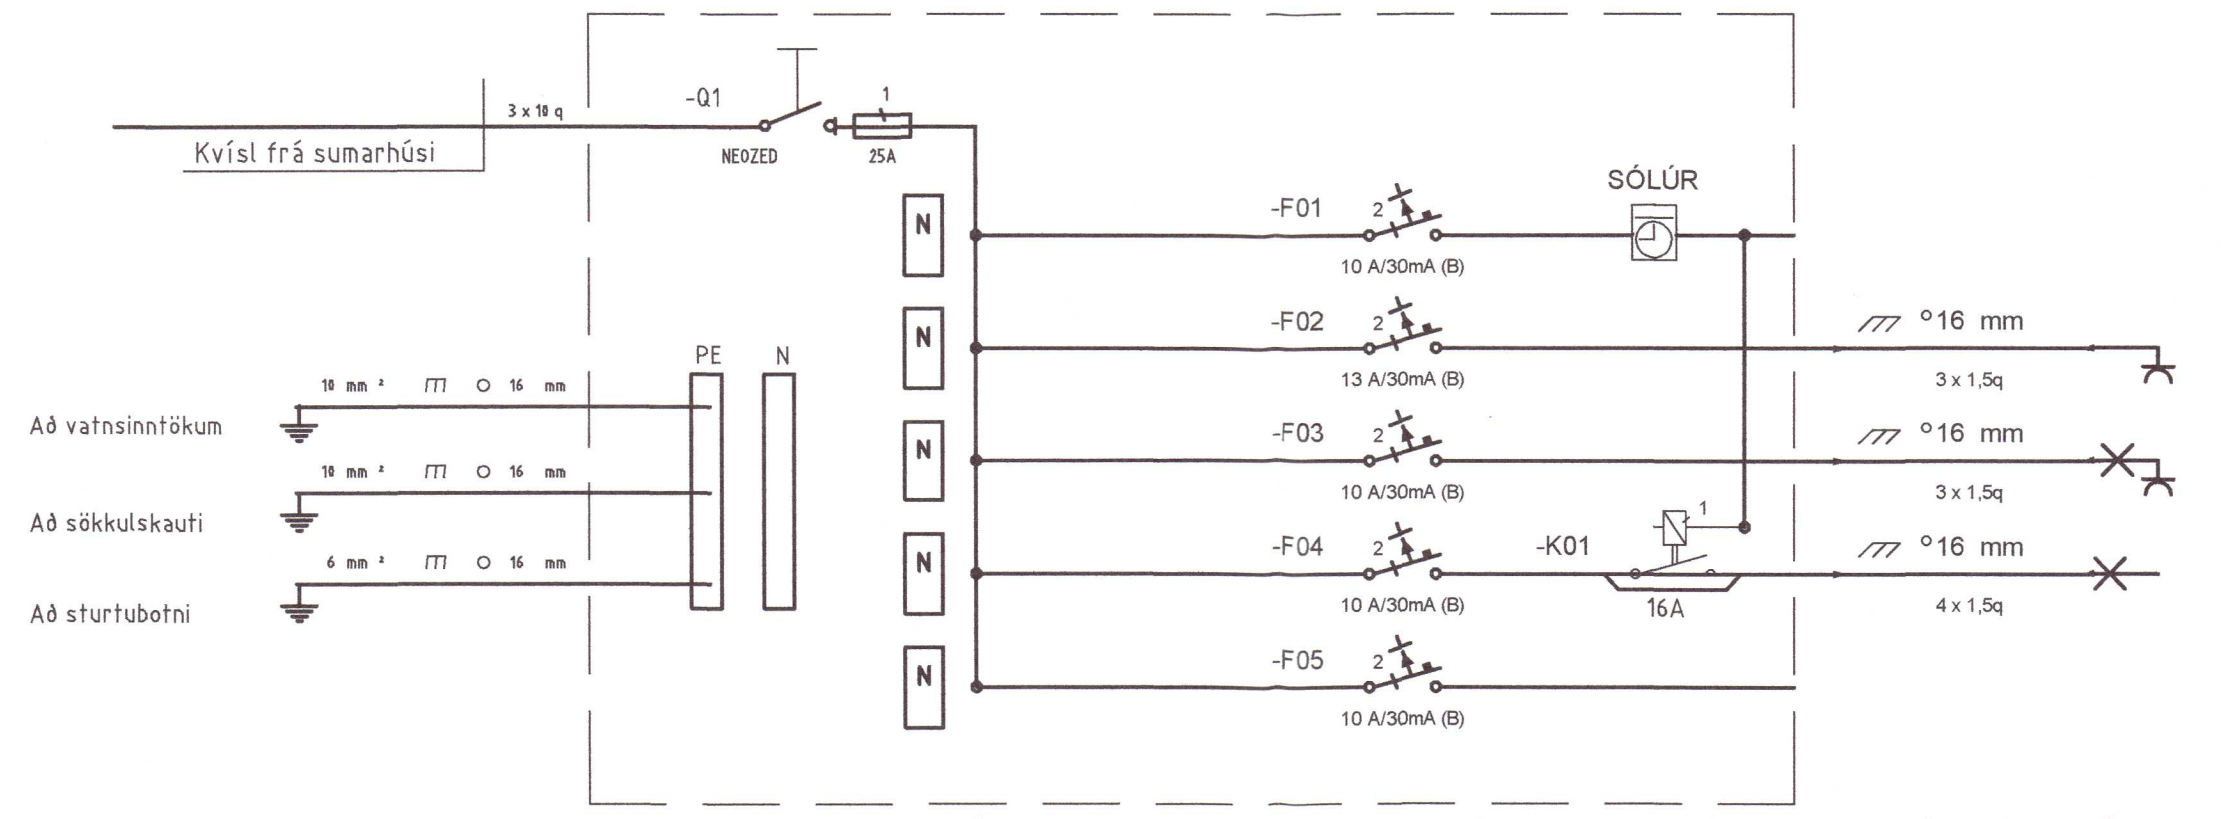 3 x 10 q
-Q1
1
Kvísl frá sumarhúsi
NEOZED
25A
SÓLÚR
N
-F01
2
10 A/30mA (B)
N
-F02
2
°16 mm
13 A/30mA (B)
3 x 1,5q
PE
N
10 mm ²
○ 16 mm
Að vatnsinntökum
N
-F03
2
°16 mm
10 A/30mA (B)
3 x 1,5q
10 mm ²
○ 16 mm
Að sökkulskauti
N
-F04
2
-K01
1
°16 mm
10 A/30mA (B)
16A
4 x 1,5q
6 mm ²
○ 16 mm
Að sturtubotni
N
-F05
2
10 A/30mA (B)